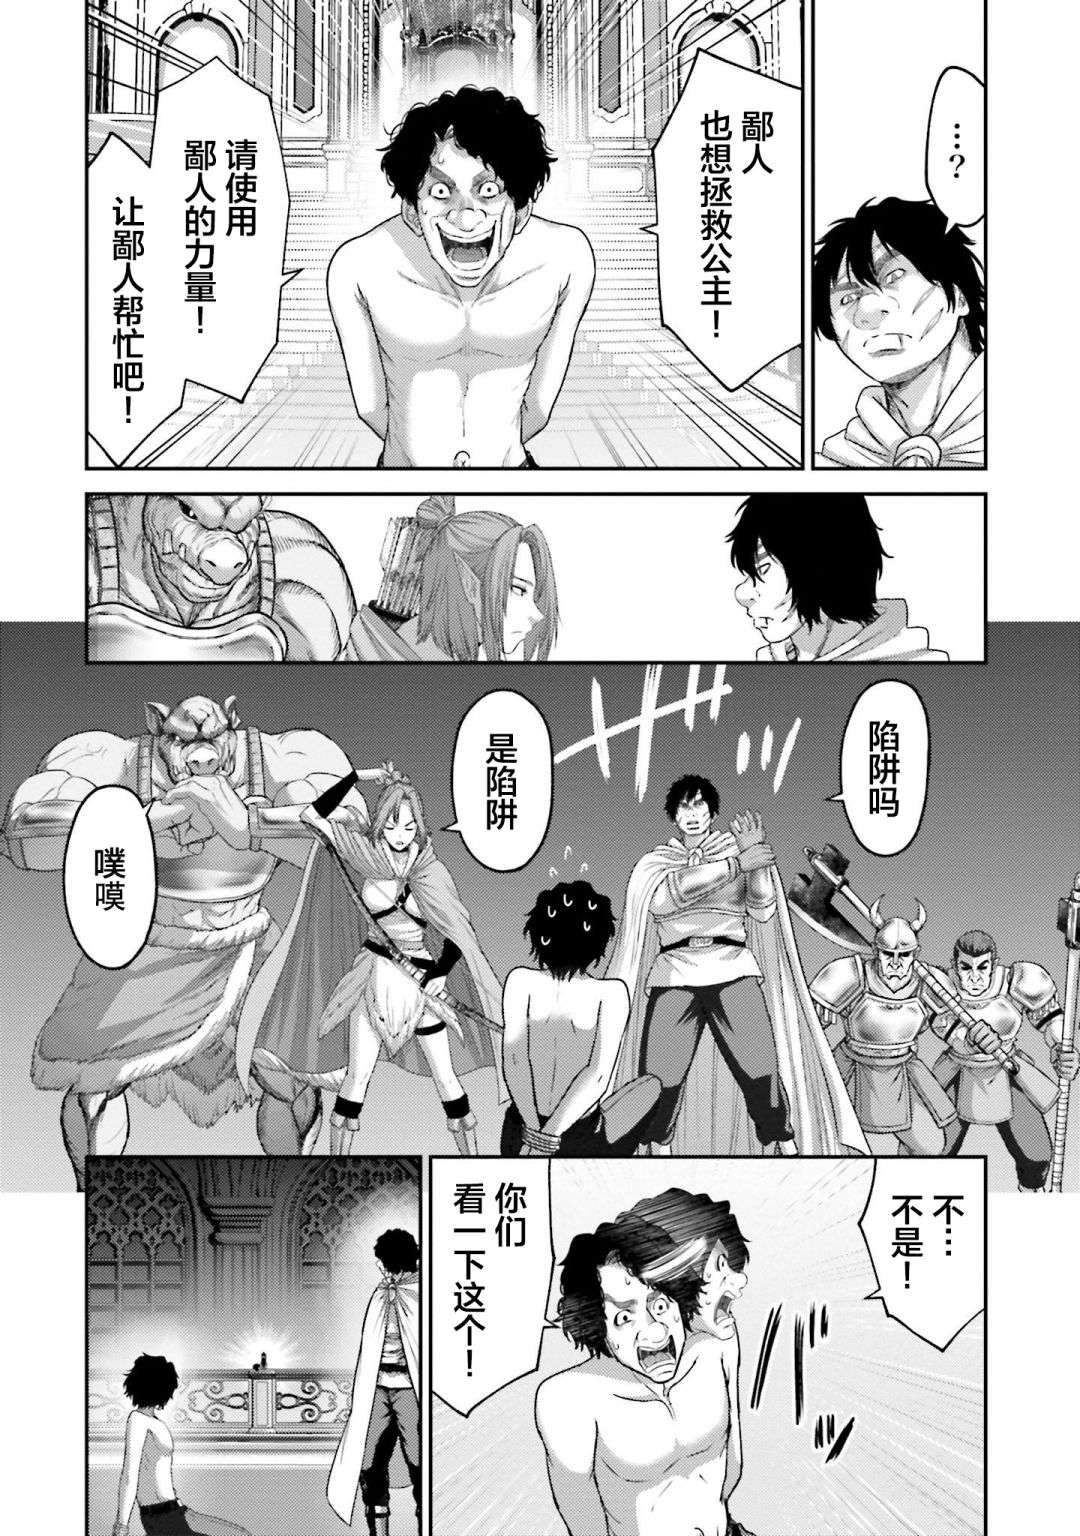 …?
鄙人
也想拯救公主！
请使用
鄙人的力量！
让鄙人帮忙吧！
陷阱吗
是陷阱
噗嘆
不…
不是！
你们
看一下这个！